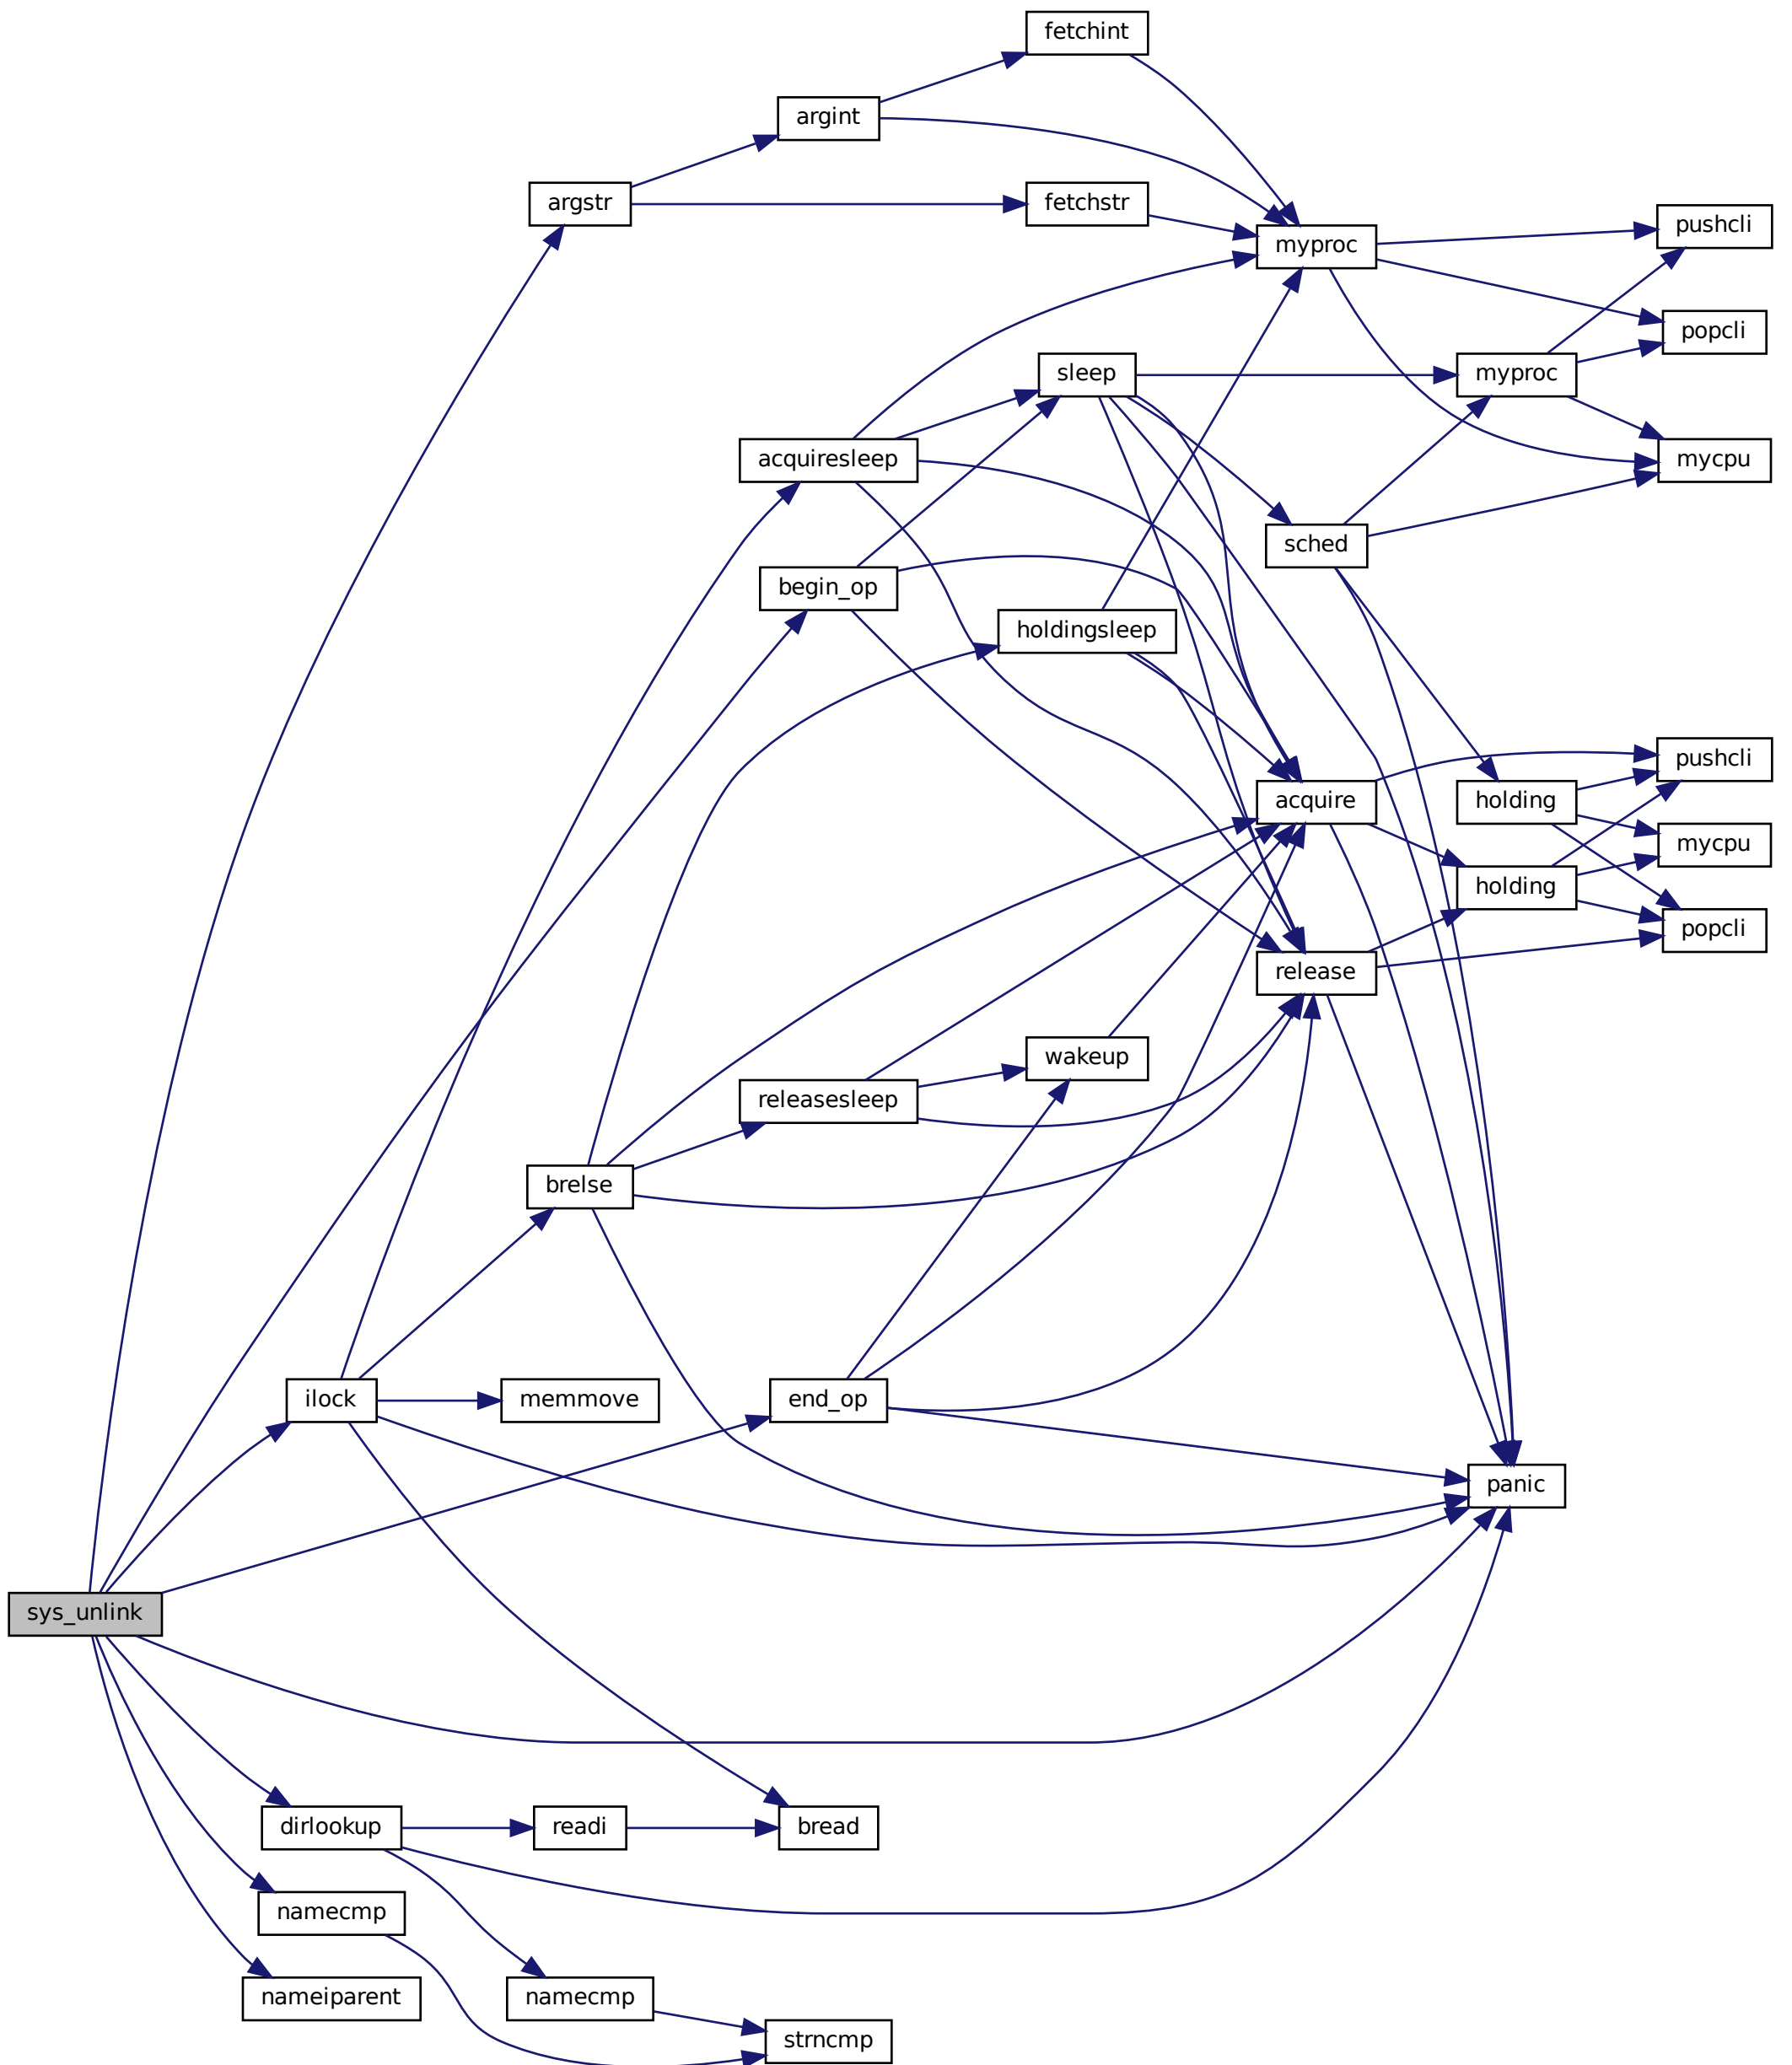 fetchint
argint
argstr
fetchstr
pushcli
myproc
popcli
sleep
myproc
acquiresleep
mycpu
sched
begin_op
holdingsleep
pushcli
acquire
holding
mycpu
holding
popcli
release
wakeup
releasesleep
brelse
ilock
memmove
end_op
panic
sys_unlink
dirlookup
readi
bread
namecmp
nameiparent
namecmp
strncmp